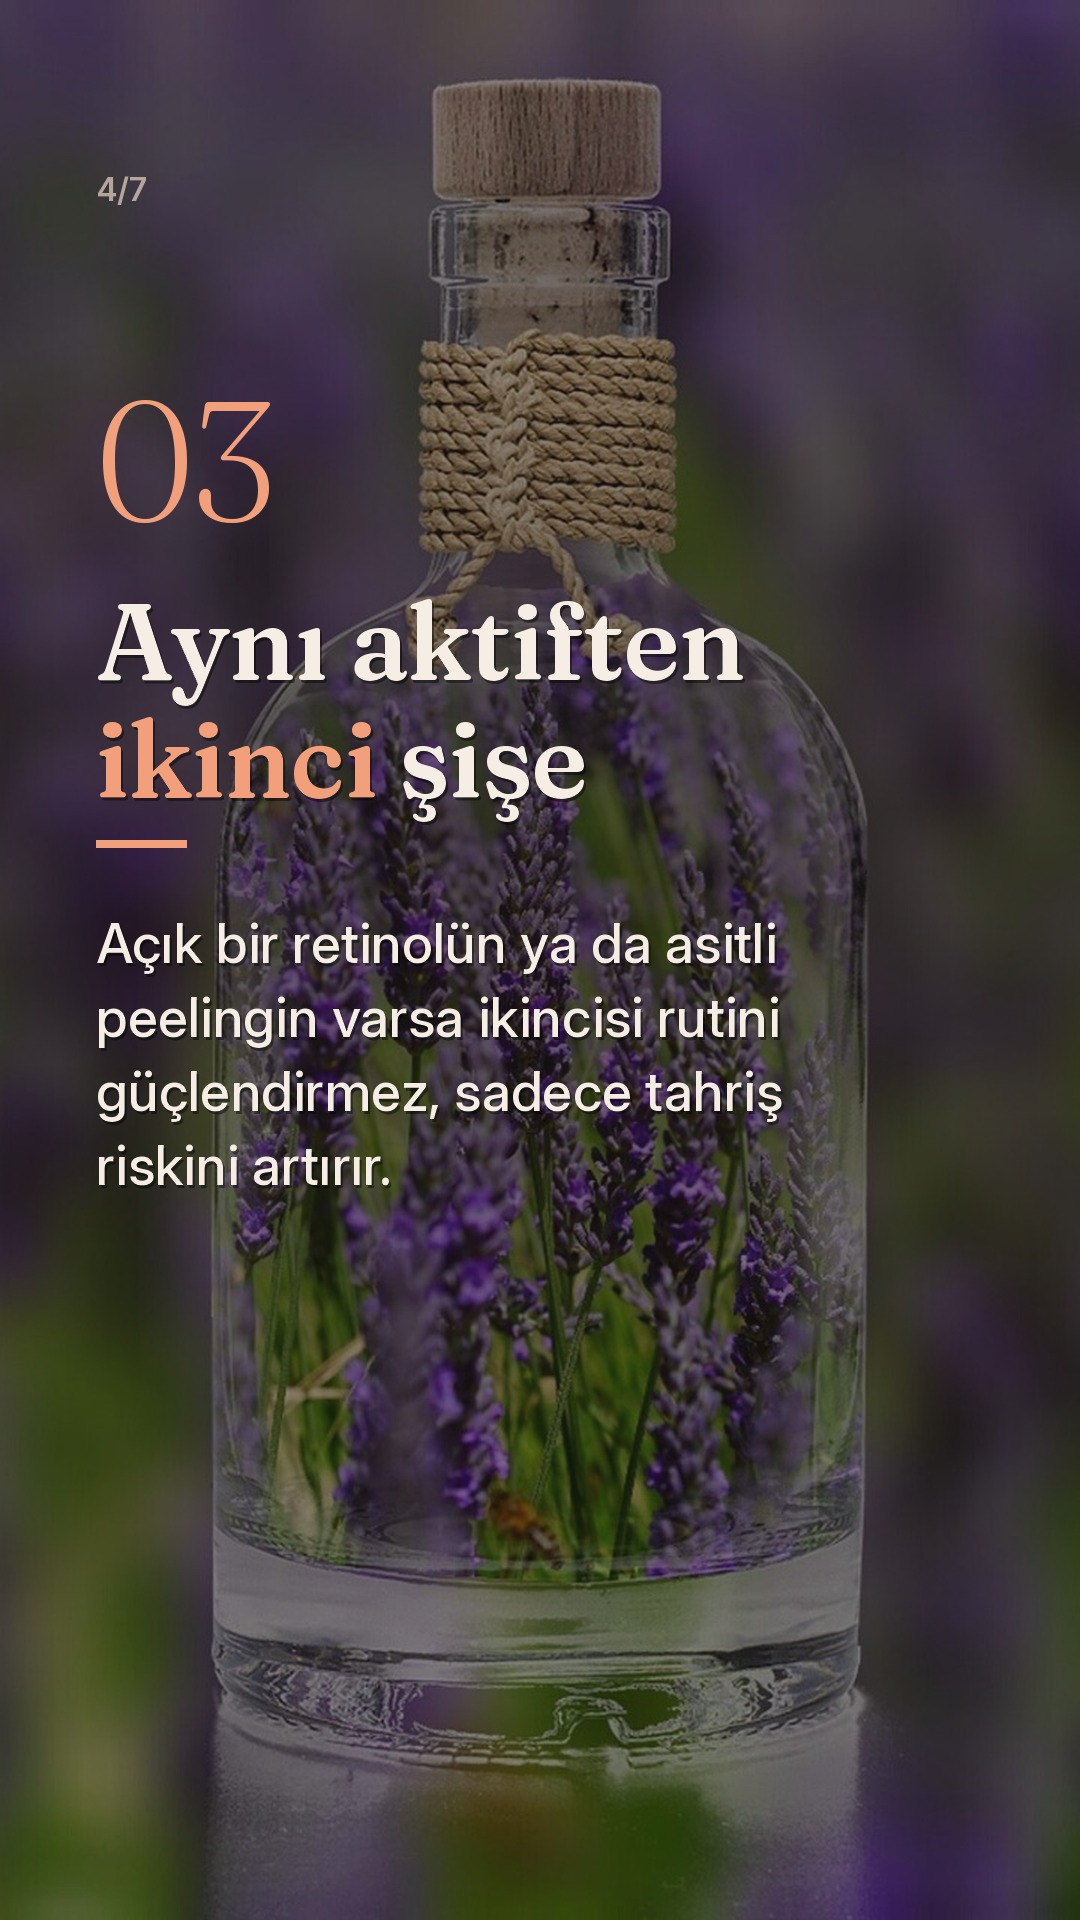 4/7
03
Aynı aktiften
ikinci şişe
Açık bir retinolün ya da asitli
peelingin varsa ikincisi rutini
güçlendirmez, sadece tahriş
riskini artırır.